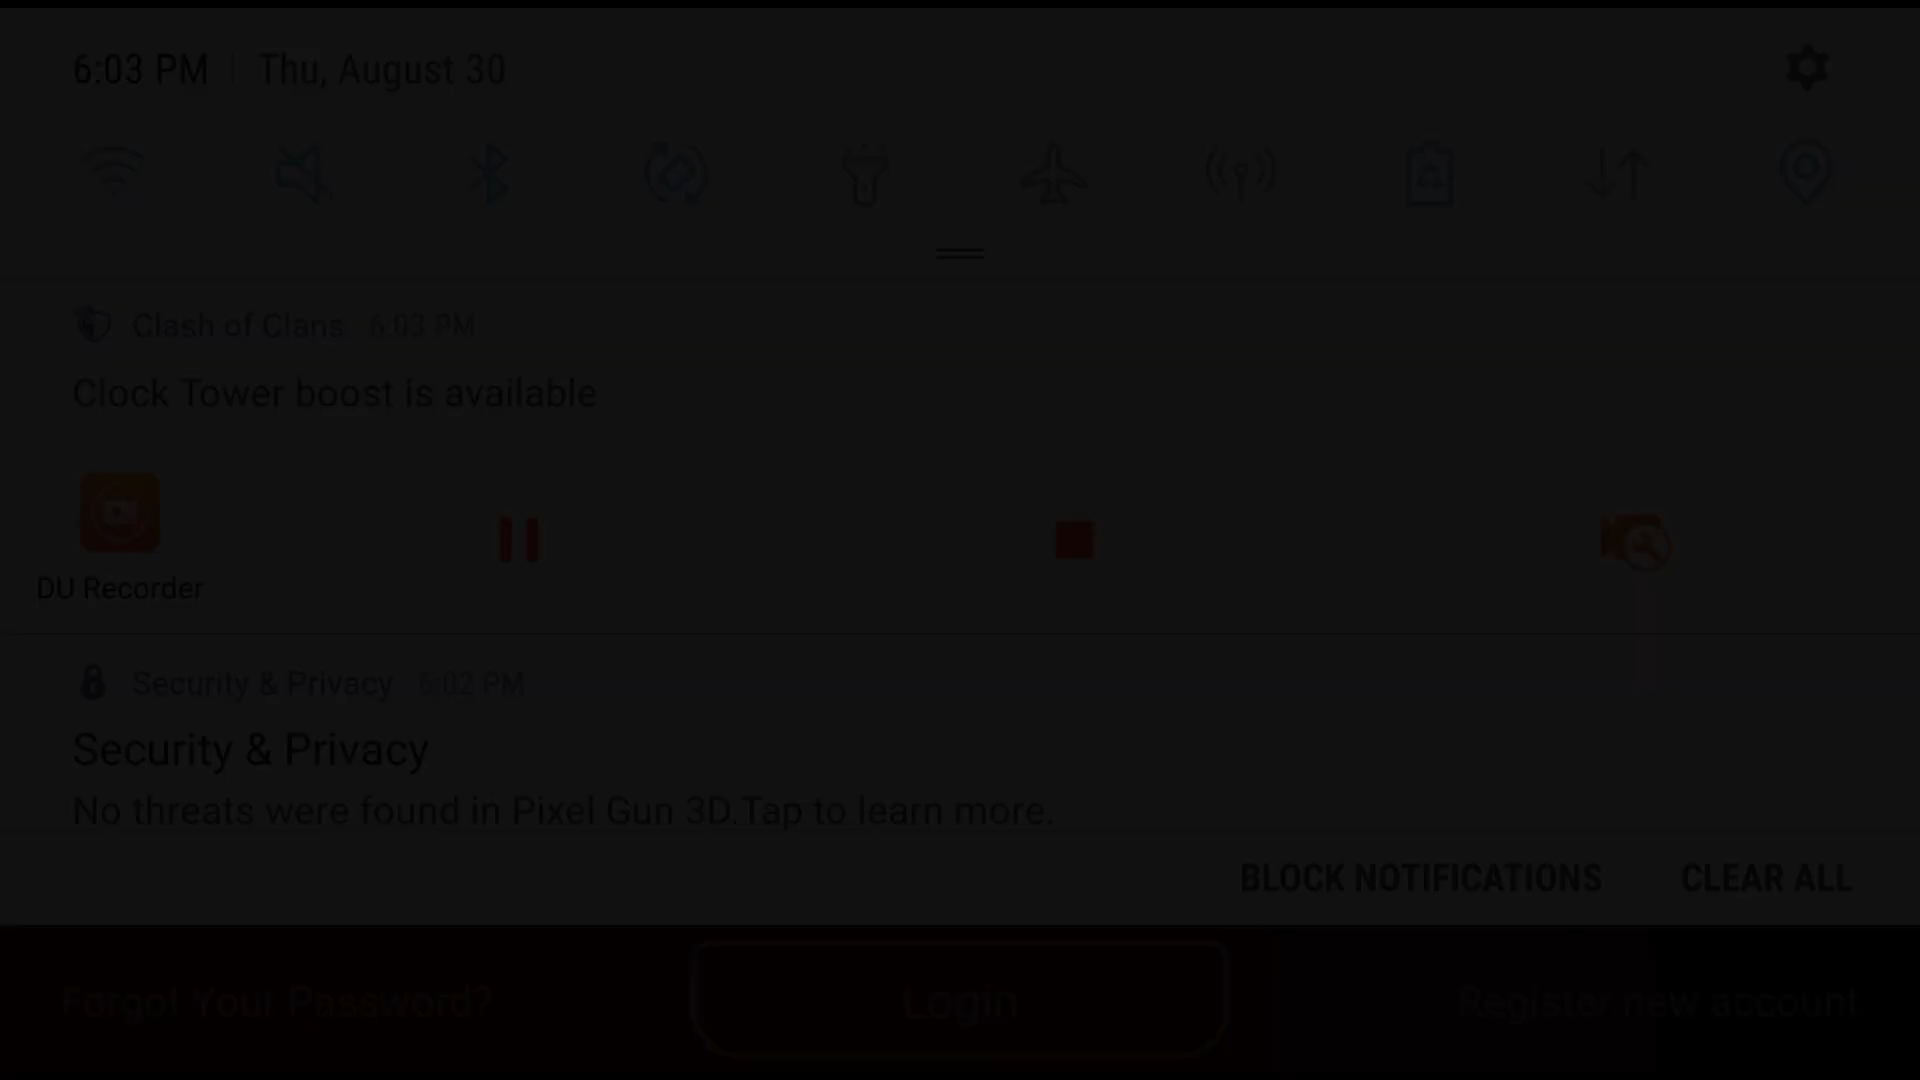 6:03 PM | Thu, August 30
Clash of Clans 6:03 PM
Clock Tower boost is available
DU Recorder
Security & Privacy 6:02 PM
Security & Privacy
No threats were found in Pixel Gun 3D.Tap to learn more.
BLOCK NOTIFICATIONS CLEAR ALL
Forgot Your Password? Login Register new account